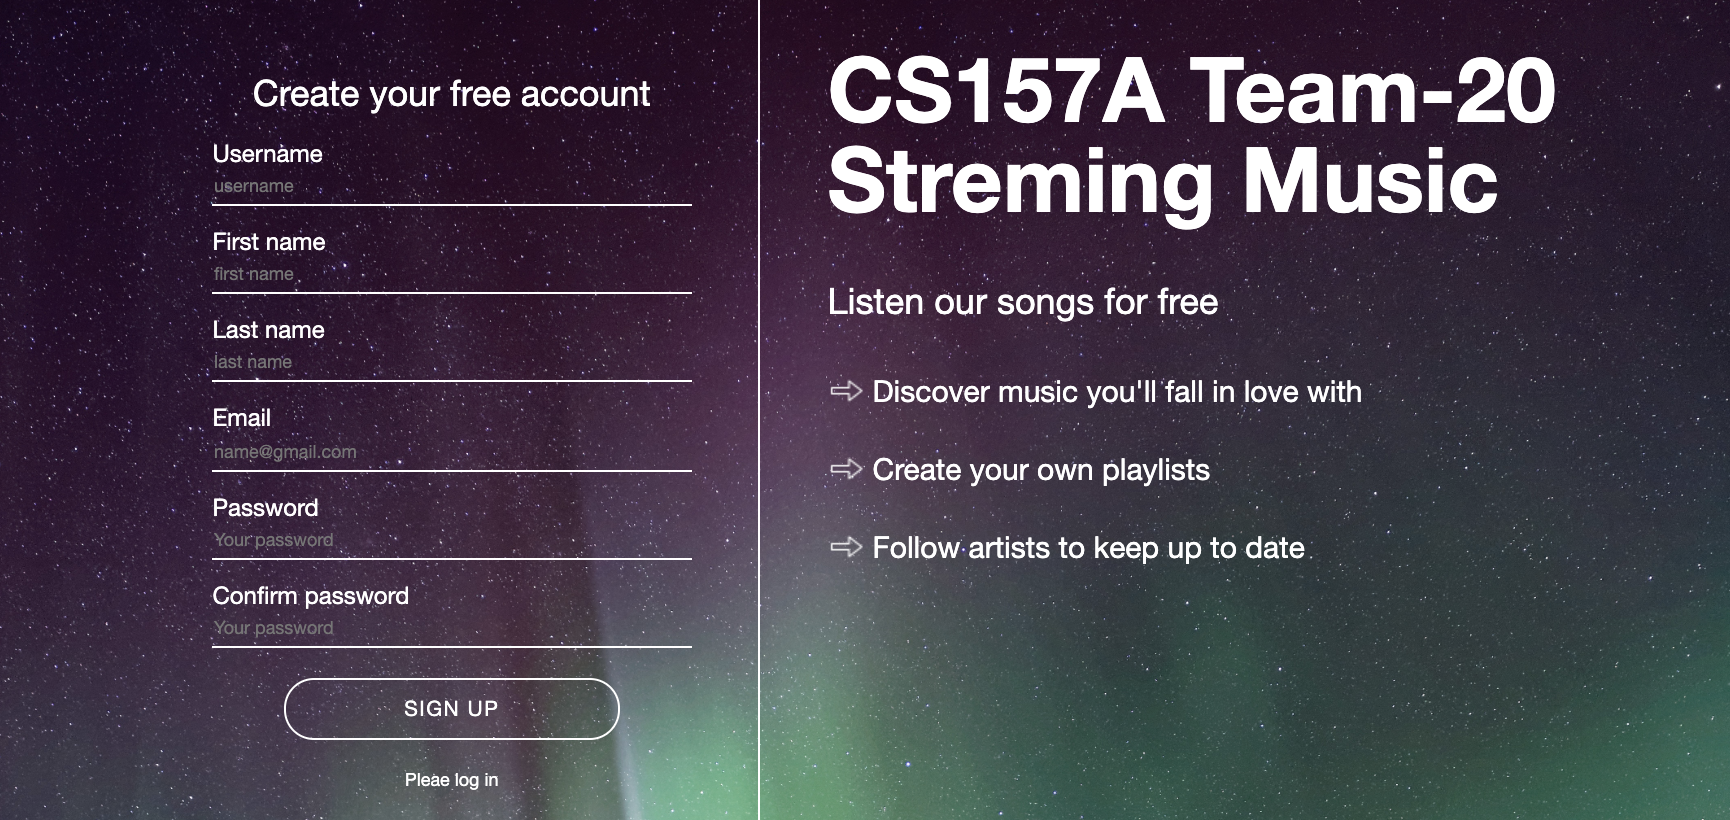 Create your free account
Username
username
First name
first name
Last name
last name
Email
name@gmail.com
Password
Your password
Confirm password
Your password
SIGN UP
Pleae log in
CS157A Team-20
Streming Music
Listen our songs for free
Discover music you'll fall in love with
Create your own playlists
Follow artists to keep up to date